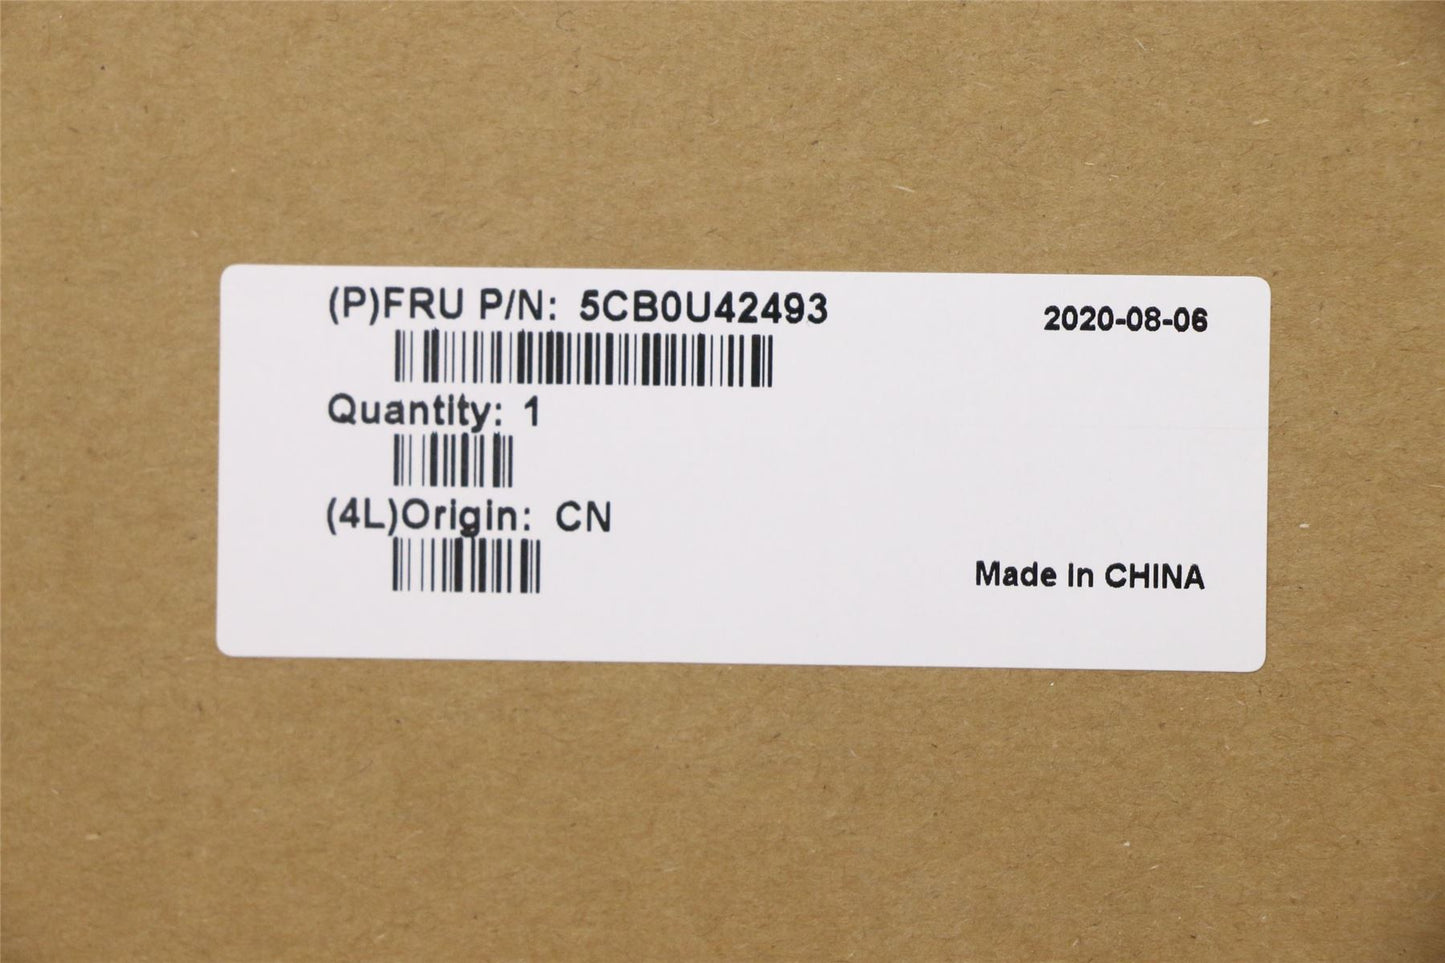 (P)FRU P/N: 5CB0U42493
2020-08-06
Quantity: 1
(4L)Origin: CN
Made In CHINA